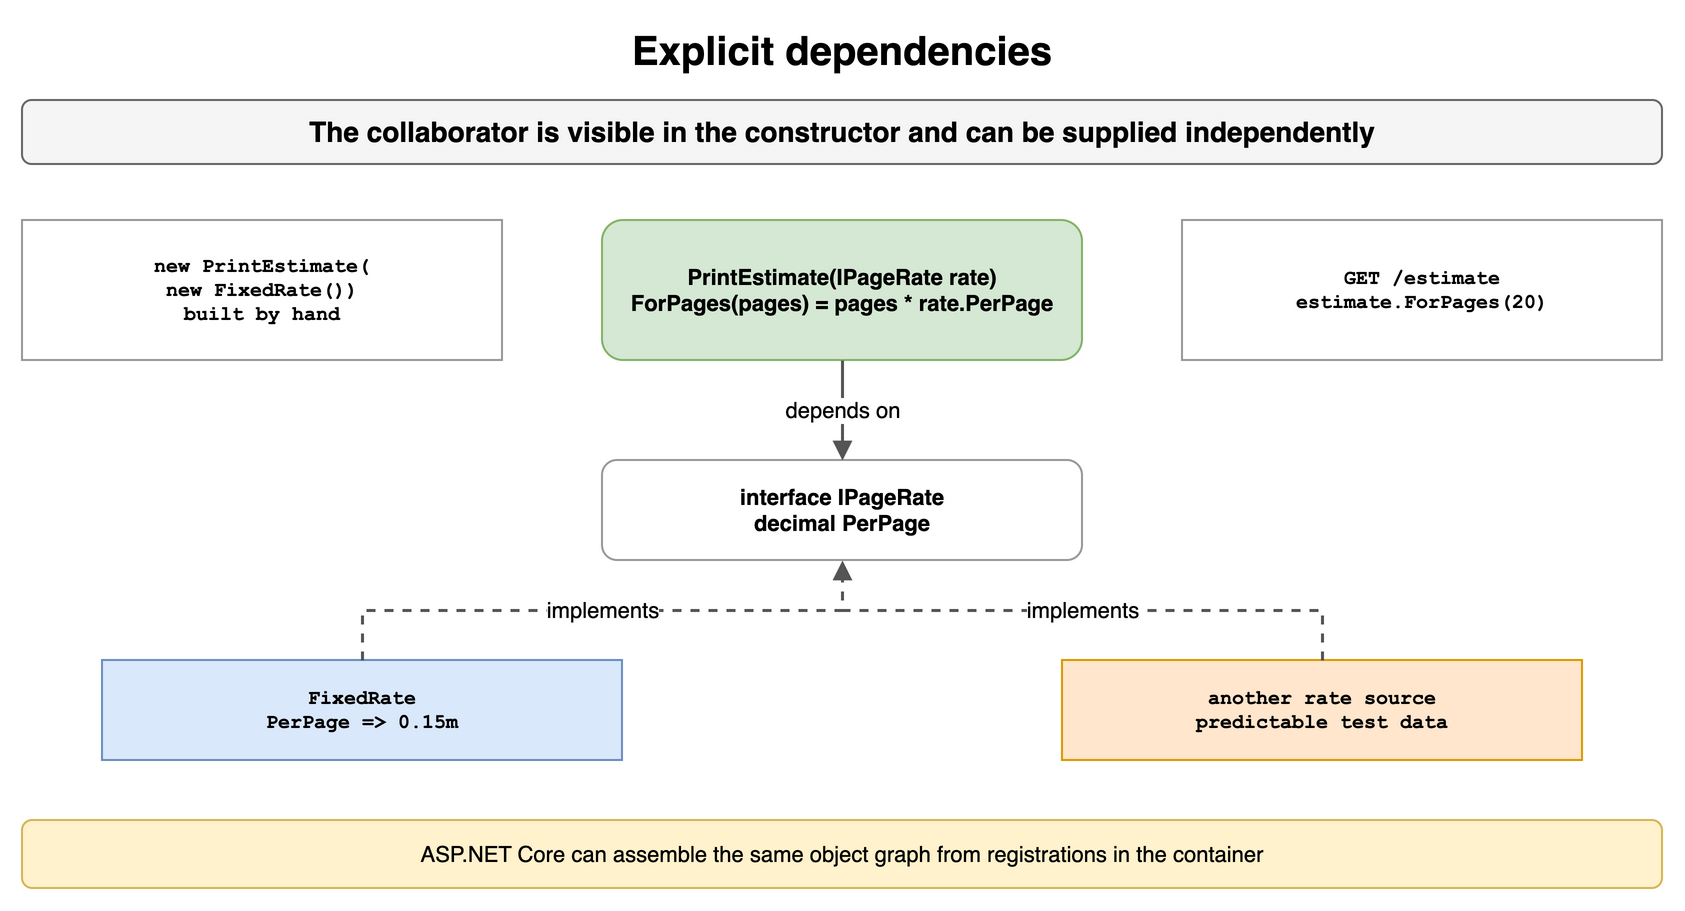 Explicit dependencies
The collaborator is visible in the constructor and can be supplied independently
new PrintEstimate(
new FixedRate())
built by hand
PrintEstimate(IPageRate rate)
ForPages(pages) = pages * rate.PerPage
GET /estimate
estimate.ForPages(20)
depends on
interface IPageRate
decimal PerPage
implements
implements
FixedRate
PerPage => 0.15m
another rate source
predictable test data
ASP.NET Core can assemble the same object graph from registrations in the container